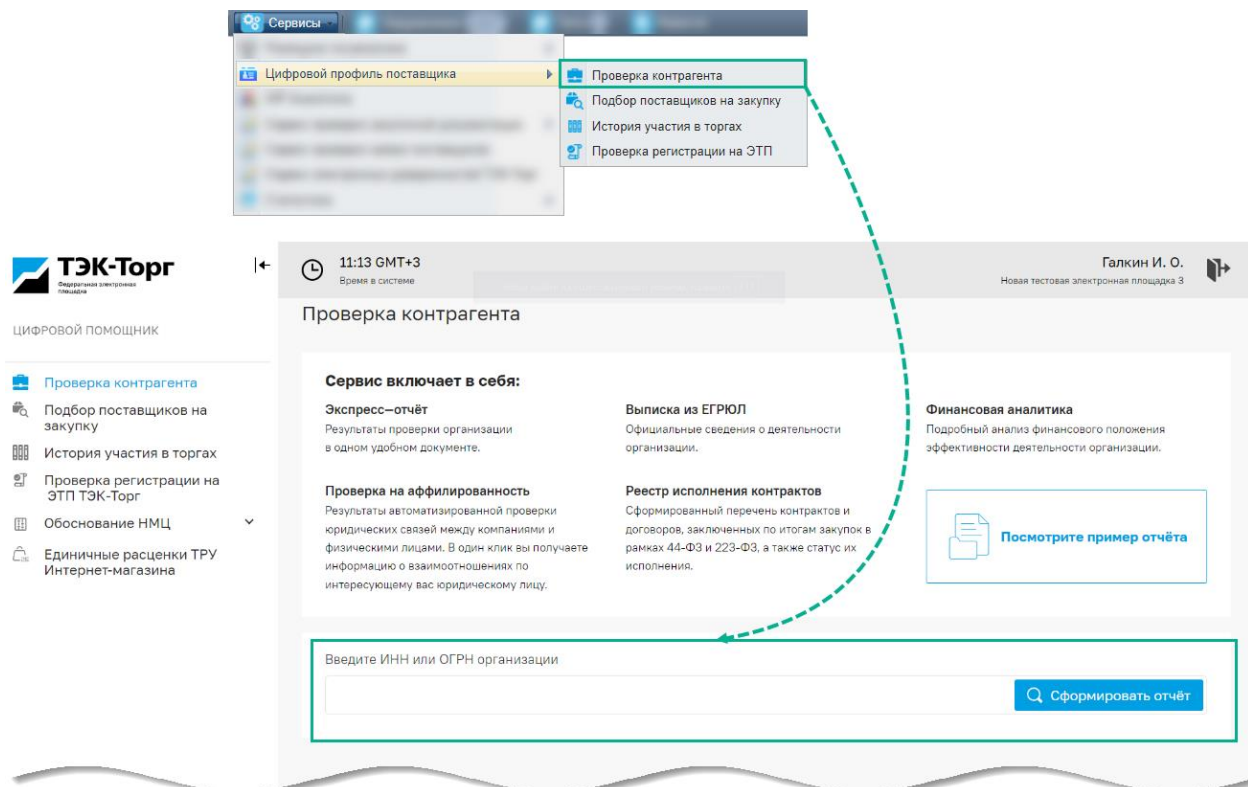 Сервисы
Цифровой профиль поставщика
Проверка контрагента
Подбор поставщиков на закупку
История участия в торгах
Проверка регистрации на ЭТП
ТЭК-Торг
Федеральная электронная
площадка
11:13 GMT+3
Время в системе
Галкин И. О.
Новая тестовая электронная площадка 3
ЦИФРОВОЙ ПОМОЩНИК
Проверка контрагента
Подбор поставщиков на
закупку
История участия в торгах
Проверка регистрации на
ЭТП ТЭК-Торг
Обоснование НМЦ
Единичные расценки ТРУ
Интернет-магазина
Проверка контрагента
Сервис включает в себя:
Экспресс—отчёт
Результаты проверки организации
в одном удобном документе.
Выписка из ЕГРЮЛ
Официальные сведения о деятельности
организации.
Финансовая аналитика
Подробный анализ финансового положения
эффективности деятельности организации.
Проверка на аффилированность
Результаты автоматизированной проверки
юридических связей между компаниями и
физическими лицами. В один клик вы получаете
информацию о взаимоотношениях по
интересующему вас юридическому лицу.
Реестр исполнения контрактов
Сформированный перечень контрактов и
договоров, заключенных по итогам закупок в
рамках 44-ФЗ и 223-ФЗ, а также статус их
исполнения.
Посмотрите пример отчёта
Введите ИНН или ОГРН организации
Сформировать отчёт